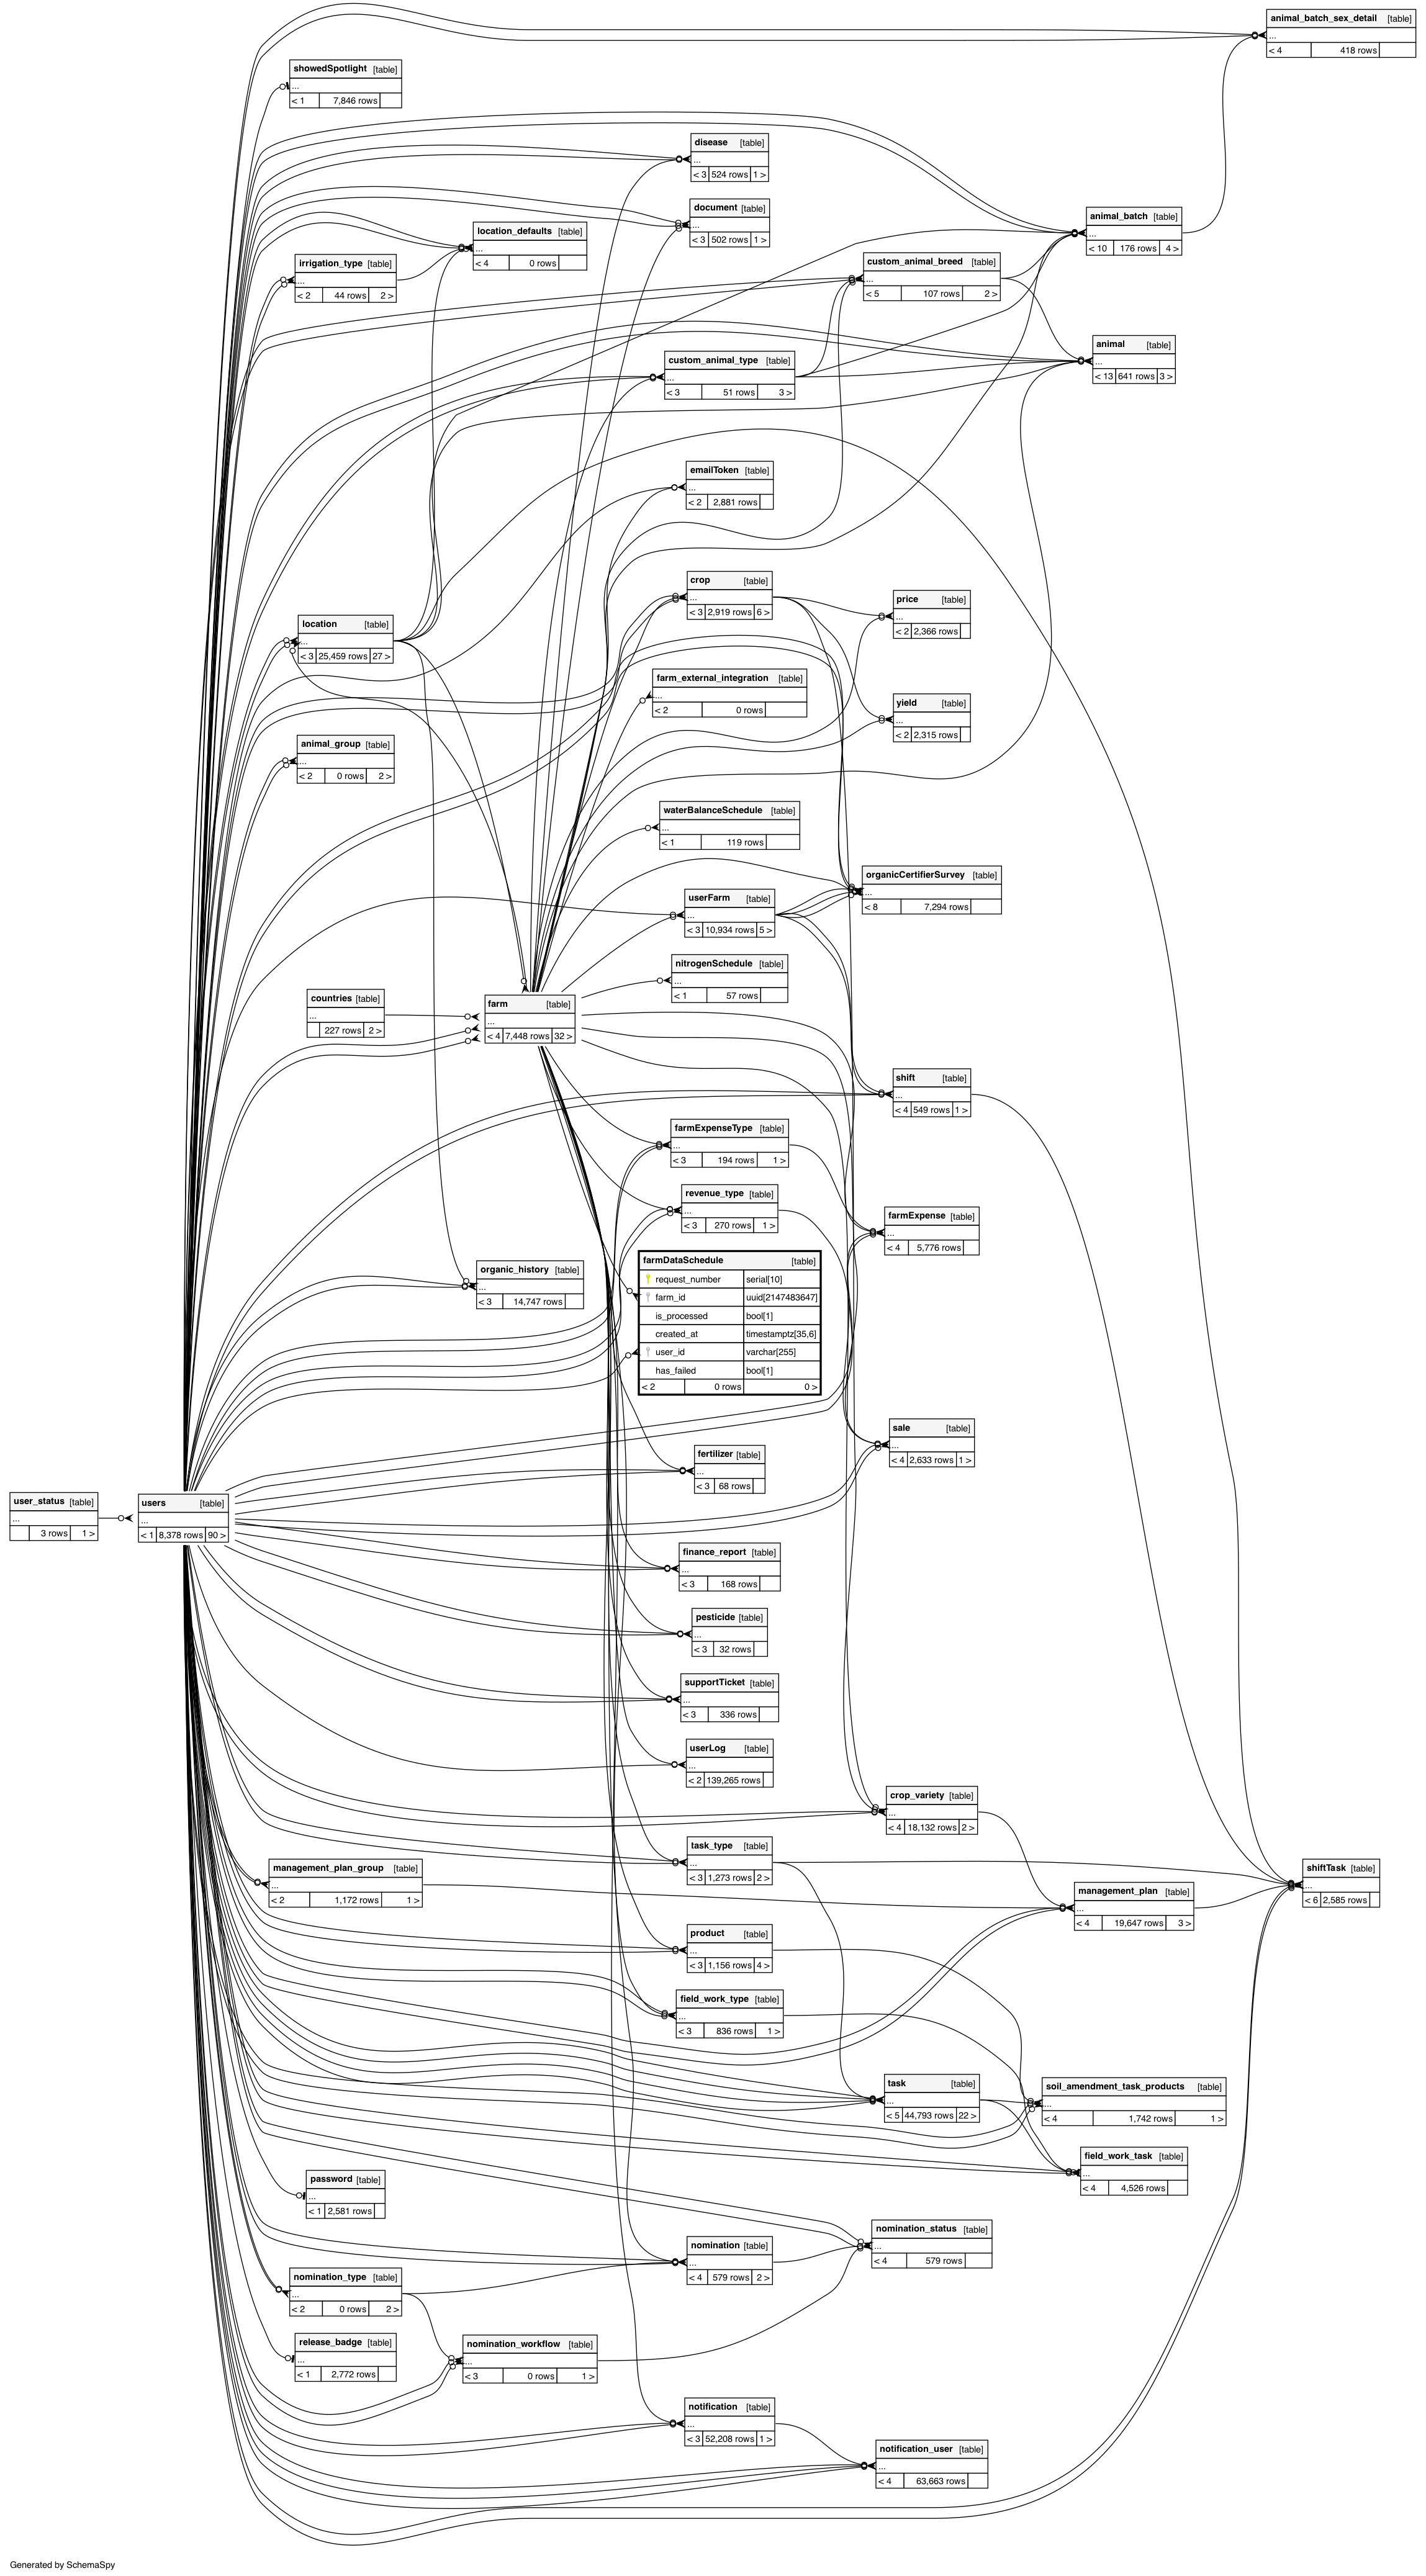 animal_batch_sex_detail [table]
...
< 4 418 rows
showedSpotlight [table]
...
< 1 7,846 rows
disease [table]
...
< 3 524 rows 1 >
document [table]
...
< 3 502 rows 1 >
animal_batch [table]
...
< 10 176 rows 4 >
location_defaults [table]
...
< 4 0 rows
irrigation_type [table]
...
< 2 44 rows 2 >
custom_animal_breed [table]
...
< 5 107 rows 2 >
animal [table]
...
< 13 641 rows 3 >
custom_animal_type [table]
...
< 3 51 rows 3 >
emailToken [table]
...
< 2 2,881 rows
crop [table]
...
< 3 2,919 rows 6 >
price [table]
...
< 2 2,366 rows
location [table]
...
< 3 25,459 rows 27 >
farm_external_integration [table]
...
< 2 0 rows
yield [table]
...
< 2 2,315 rows
animal_group [table]
...
< 2 0 rows 2 >
waterBalanceSchedule [table]
...
< 1 119 rows
organicCertifierSurvey [table]
...
< 8 7,294 rows
userFarm [table]
...
< 3 10,934 rows 5 >
nitrogenSchedule [table]
...
< 1 57 rows
countries [table]
...
227 rows 2 >
farm [table]
...
< 4 7,448 rows 32 >
shift [table]
...
< 4 549 rows 1 >
farmExpenseType [table]
...
< 3 194 rows 1 >
revenue_type [table]
...
< 3 270 rows 1 >
farmExpense [table]
...
< 4 5,776 rows
organic_history [table]
...
< 3 14,747 rows
farmDataSchedule [table]
request_number serial[10]
farm_id uuid[2147483647]
is_processed bool[1]
created_at timestamptz[35,6]
user_id varchar[255]
has_failed bool[1]
< 2 0 rows 0 >
sale [table]
...
< 4 2,633 rows 1 >
fertilizer [table]
...
< 3 68 rows
user_status [table]
...
3 rows 1 >
users [table]
...
< 1 8,378 rows 90 >
finance_report [table]
...
< 3 168 rows
pesticide [table]
...
< 3 32 rows
supportTicket [table]
...
< 3 336 rows
userLog [table]
...
< 2 139,265 rows
crop_variety [table]
...
< 4 18,132 rows 2 >
task_type [table]
...
< 3 1,273 rows 2 >
management_plan_group [table]
...
< 2 1,172 rows 1 >
shiftTask [table]
...
< 6 2,585 rows
management_plan [table]
...
< 4 19,647 rows 3 >
product [table]
...
< 3 1,156 rows 4 >
field_work_type [table]
...
< 3 836 rows 1 >
task [table]
...
< 5 44,793 rows 22 >
soil_amendment_task_products [table]
...
< 4 1,742 rows 1 >
field_work_task [table]
...
< 4 4,526 rows
password [table]
...
< 1 2,581 rows
nomination_status [table]
...
< 4 579 rows
nomination [table]
...
< 4 579 rows 2 >
nomination_type [table]
...
< 2 0 rows 2 >
release_badge [table]
...
< 1 2,772 rows
nomination_workflow [table]
...
< 3 0 rows 1 >
notification [table]
...
< 3 52,208 rows 1 >
notification_user [table]
...
< 4 63,663 rows
Generated by SchemaSpy